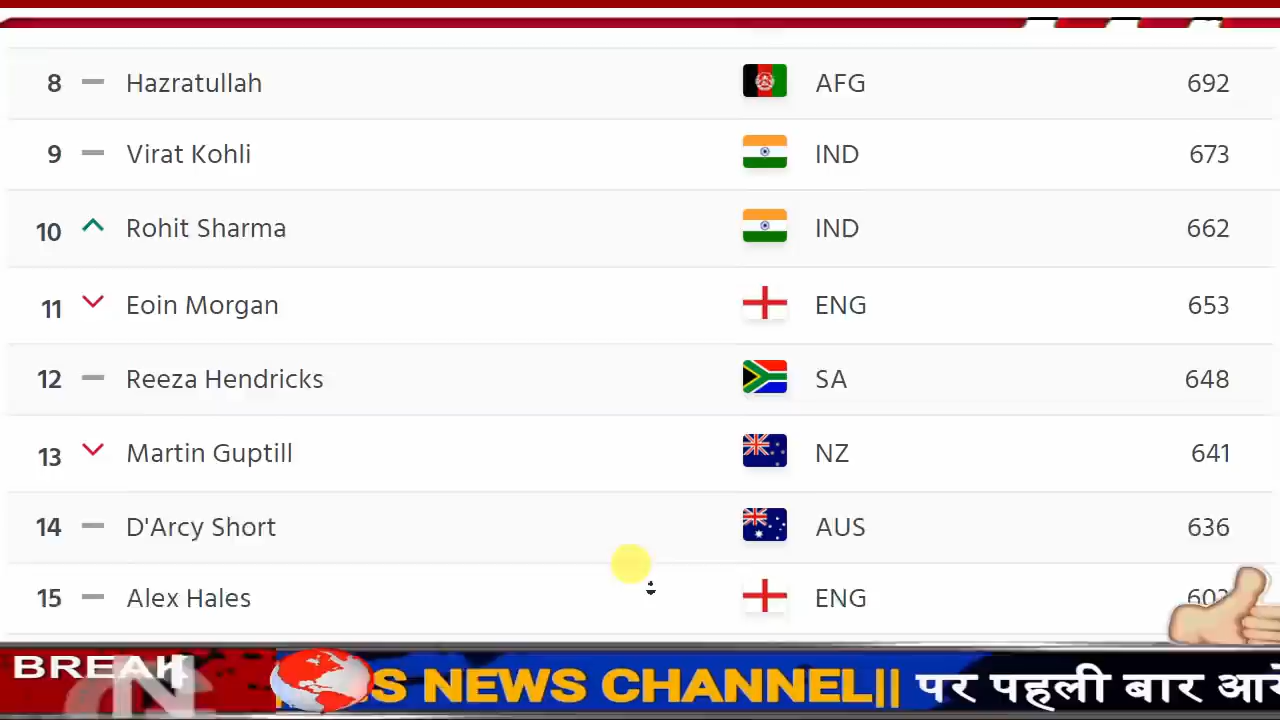 8 Hazratullah AFG 692
9 Virat Kohli IND 673
10 Rohit Sharma IND 662
11 Eoin Morgan ENG 653
12 Reeza Hendricks SA 648
13 Martin Guptill NZ 641
14 D'Arcy Short AUS 636
15 Alex Hales ENG
BREAK
S NEWS CHANNEL|| पर पहली बार